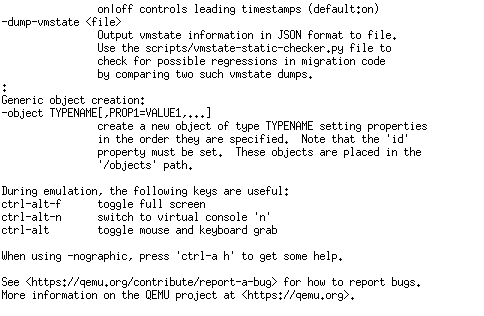 on|off controls leading timestamps (default:on)
-dump-vmstate <file>
Output vmstate information in JSON format to file.
Use the scripts/vmstate-static-checker.py file to
check for possible regressions in migration code
by comparing two such vmstate dumps.
:
Generic object creation:
-object TYPENAME[,PROP1=VALUE1,...]
create a new object of type TYPENAME setting properties
in the order they are specified.  Note that the 'id'
property must be set.  These objects are placed in the
'/objects' path.
During emulation, the following keys are useful:
ctrl-alt-f      toggle full screen
ctrl-alt-n      switch to virtual console 'n'
ctrl-alt        toggle mouse and keyboard grab
When using -nographic, press 'ctrl-a h' to get some help.
See <https://qemu.org/contribute/report-a-bug> for how to report bugs.
More information on the QEMU project at <https://qemu.org>.